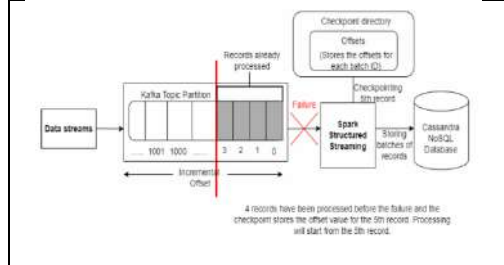 Checkpoint directory
Offsets
(Stores the offsets for
each batch ID)
Records already
processed
Kafka Topic Partition
Failure
Checkpointing
5th record
Data streams
Spark
Structured
Streaming
Storing
batches of
records
Cassandra
NoSQL
Database
...... 1001 1000 ...... 3 2 1 0
Incremental
Offset
4 records have been processed before the failure and the
checkpoint stores the offset value for the 5th record. Processing
will start from the 5th record.